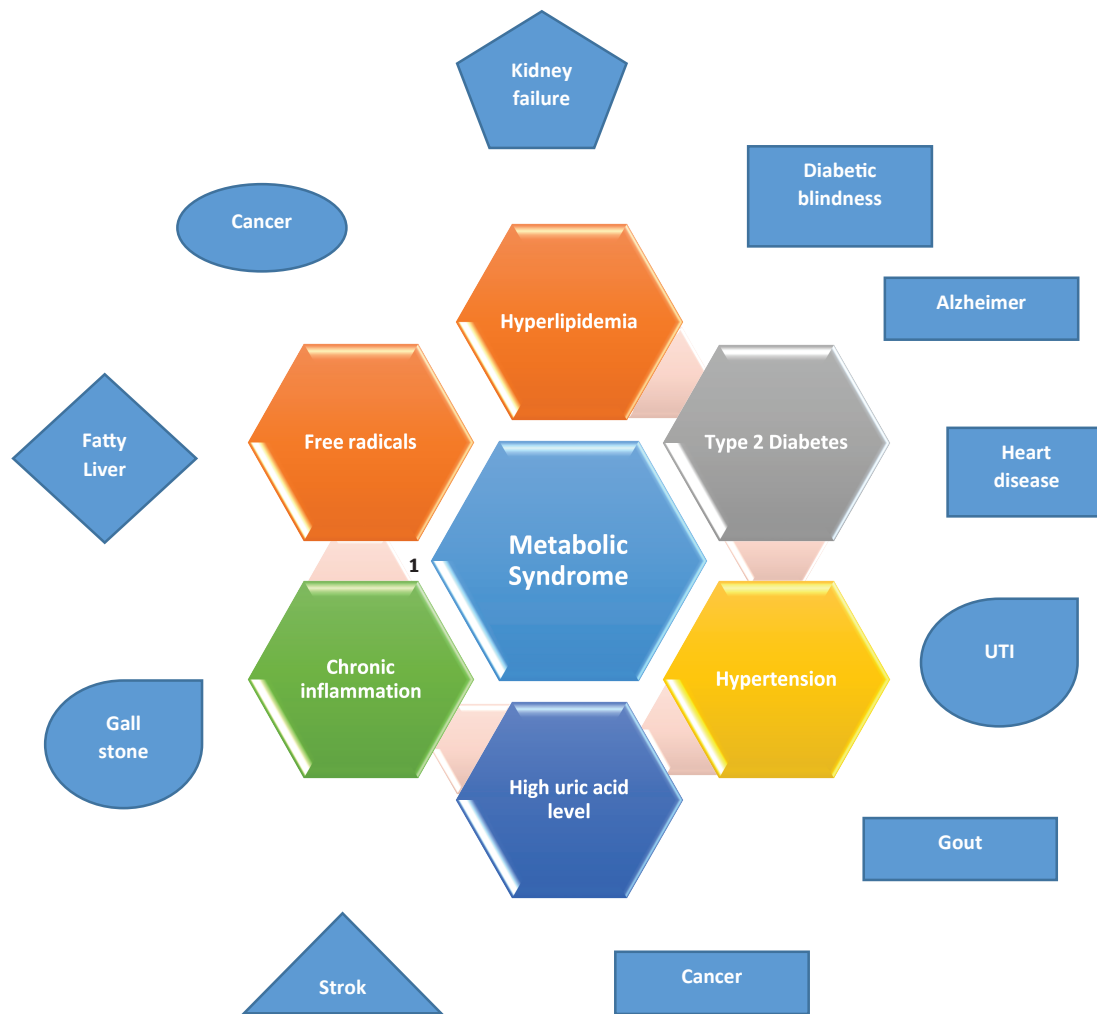 Kidney
failure
Diabetic
blindness
Cancer
Alzheimer
Hyperlipidemia
Free radicals
Type 2 Diabetes
Fatty
Liver
Heart
disease
Metabolic
Syndrome
1
UTI
Chronic
inflammation
Hypertension
Gall
stone
High uric acid
level
Gout
Strok
Cancer